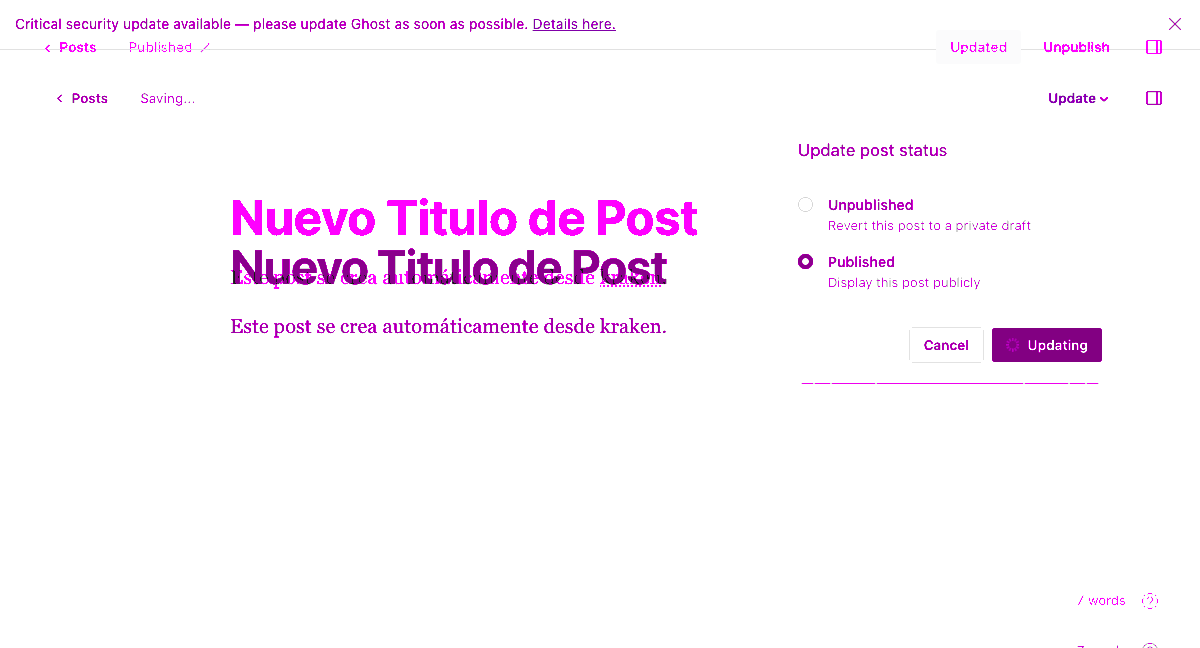 Critical security update available — please update Ghost as soon as possible. Details here.
Posts Published Updated Unpublish
Posts Saving... Update
Update post status
Unpublished
Revert this post to a private draft
Nuevo Titulo de Post
Published
Display this post publicly
Nuevo Titulo de Post
Este post se crea automáticamente desde kraken.
Este post se crea automáticamente desde kraken.
Cancel Updating
7 words